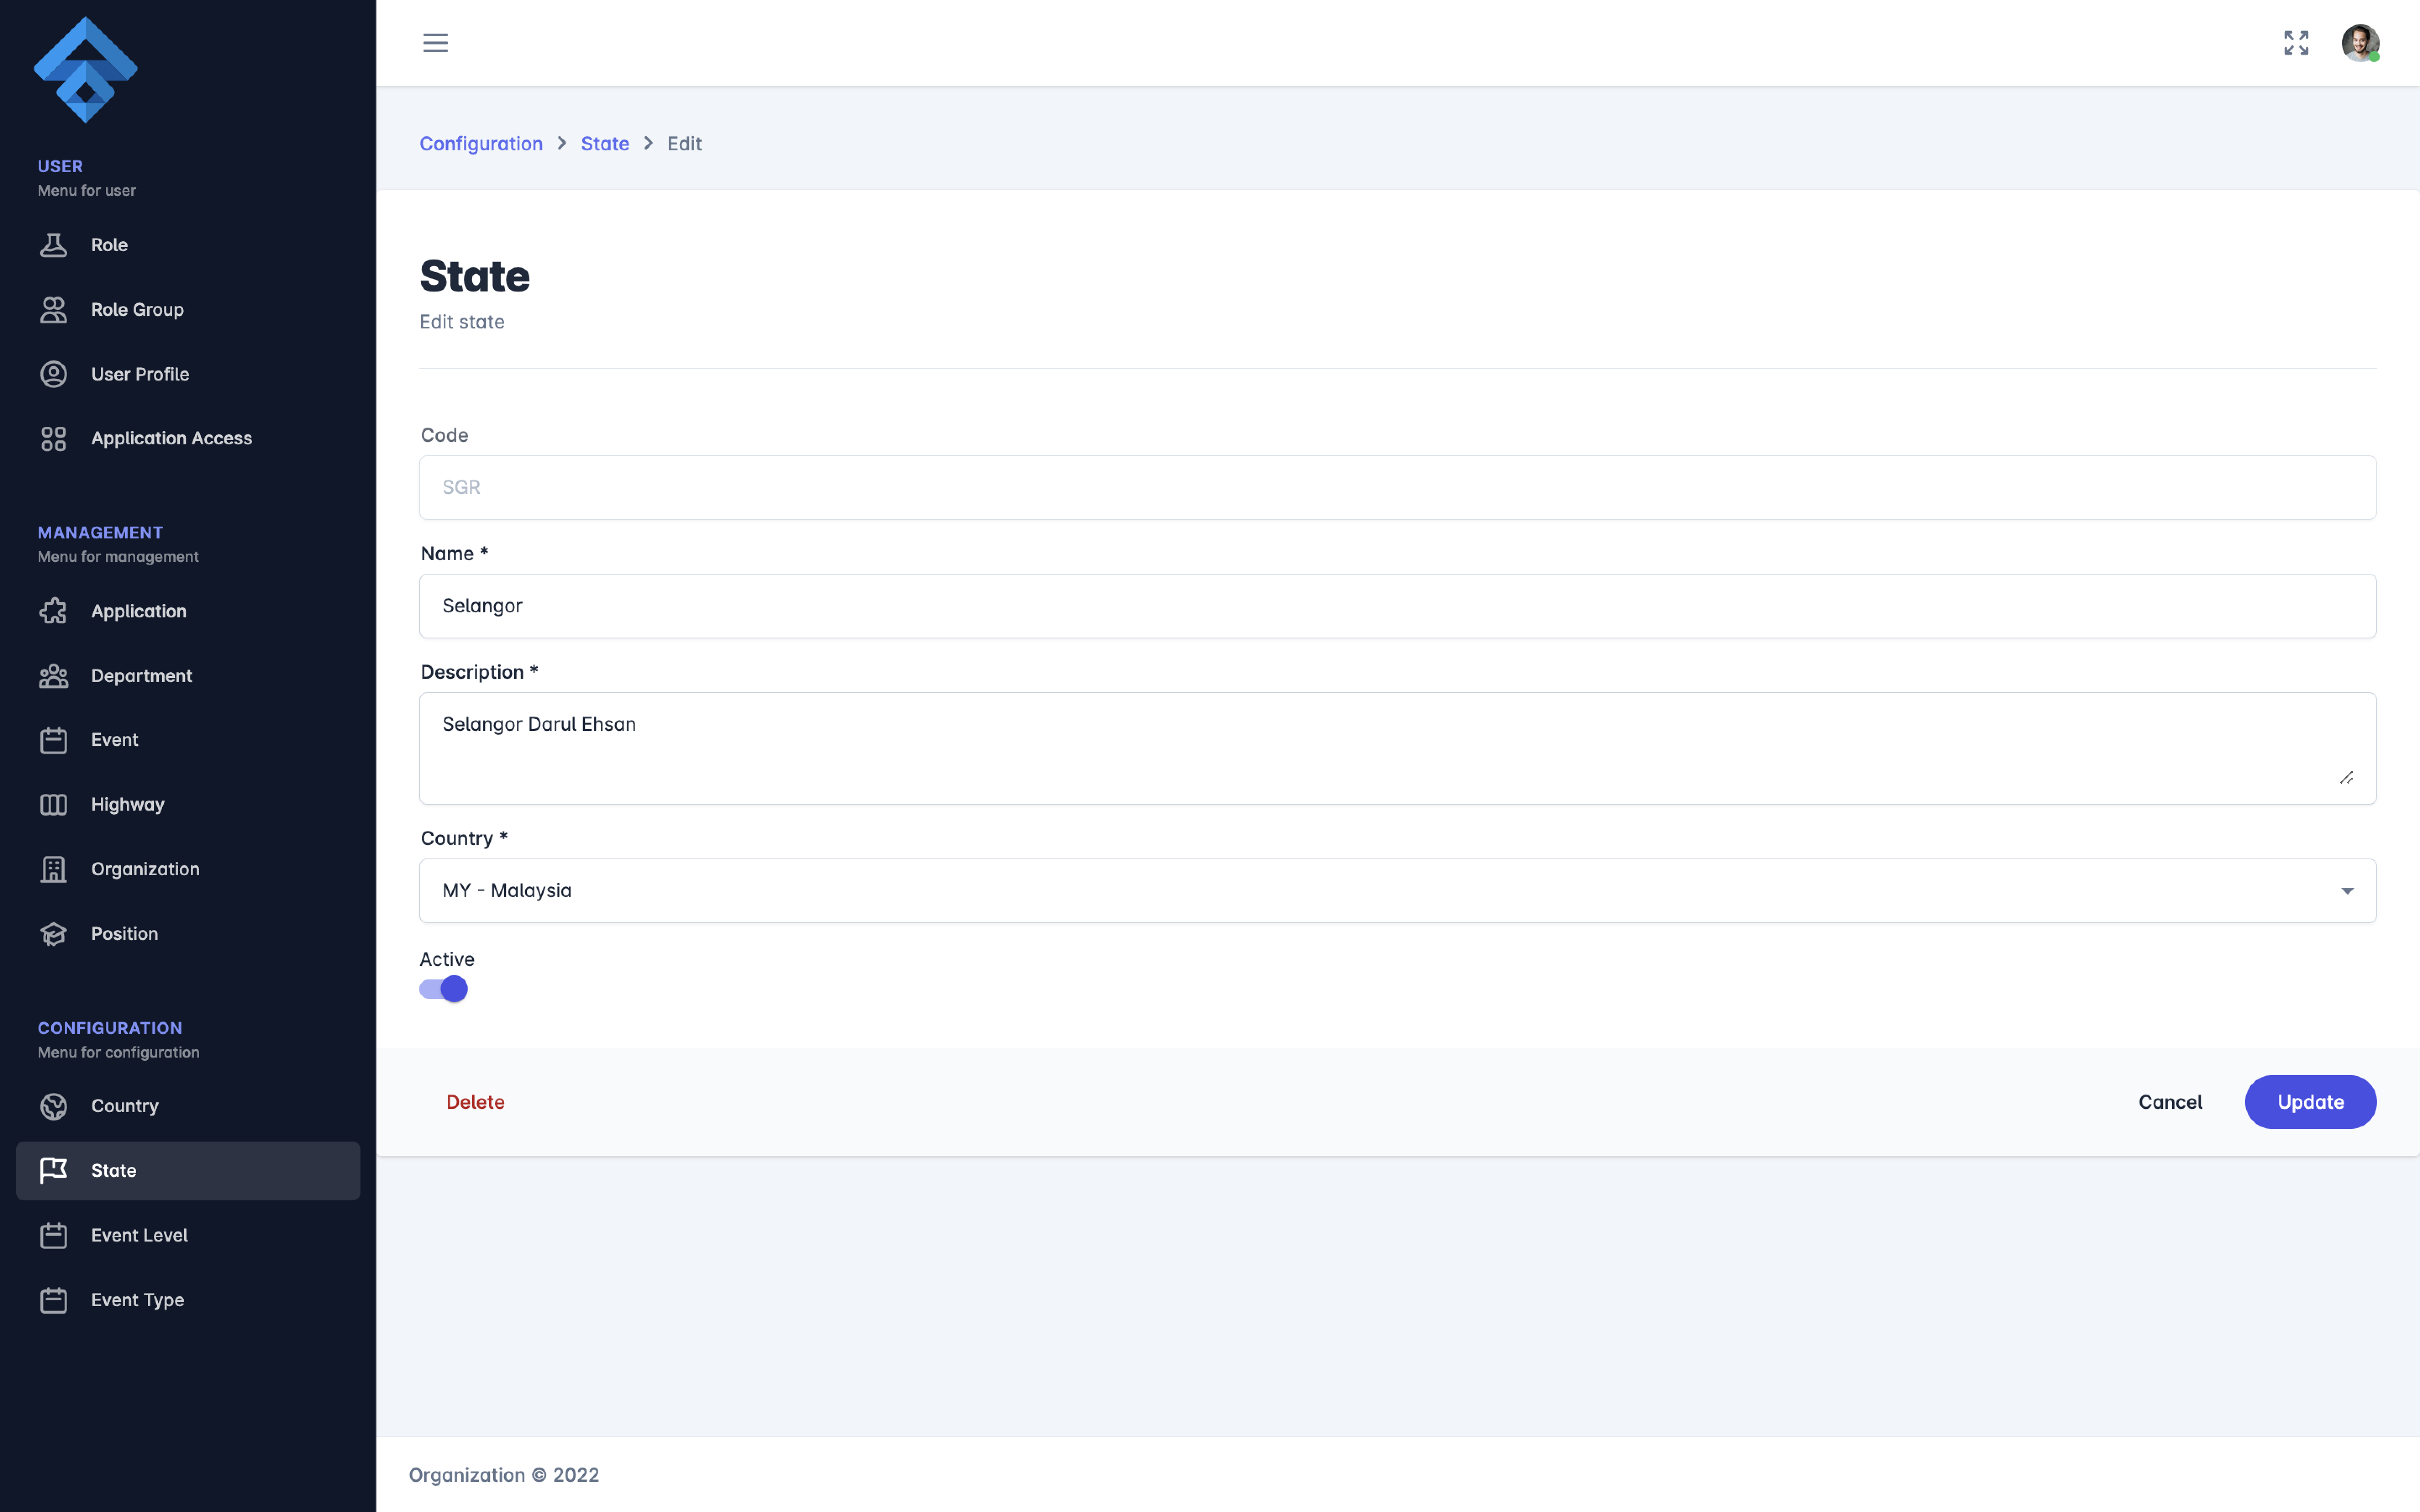 USER
Menu for user
Role
Role Group
User Profile
Application Access
MANAGEMENT
Menu for management
Application
Department
Event
Highway
Organization
Position
CONFIGURATION
Menu for configuration
Country
State
Event Level
Event Type
Configuration > State > Edit
State
Edit state
Code
SGR
Name *
Selangor
Description *
Selangor Darul Ehsan
Country *
MY - Malaysia
Active
Delete
Cancel
Update
Organization © 2022